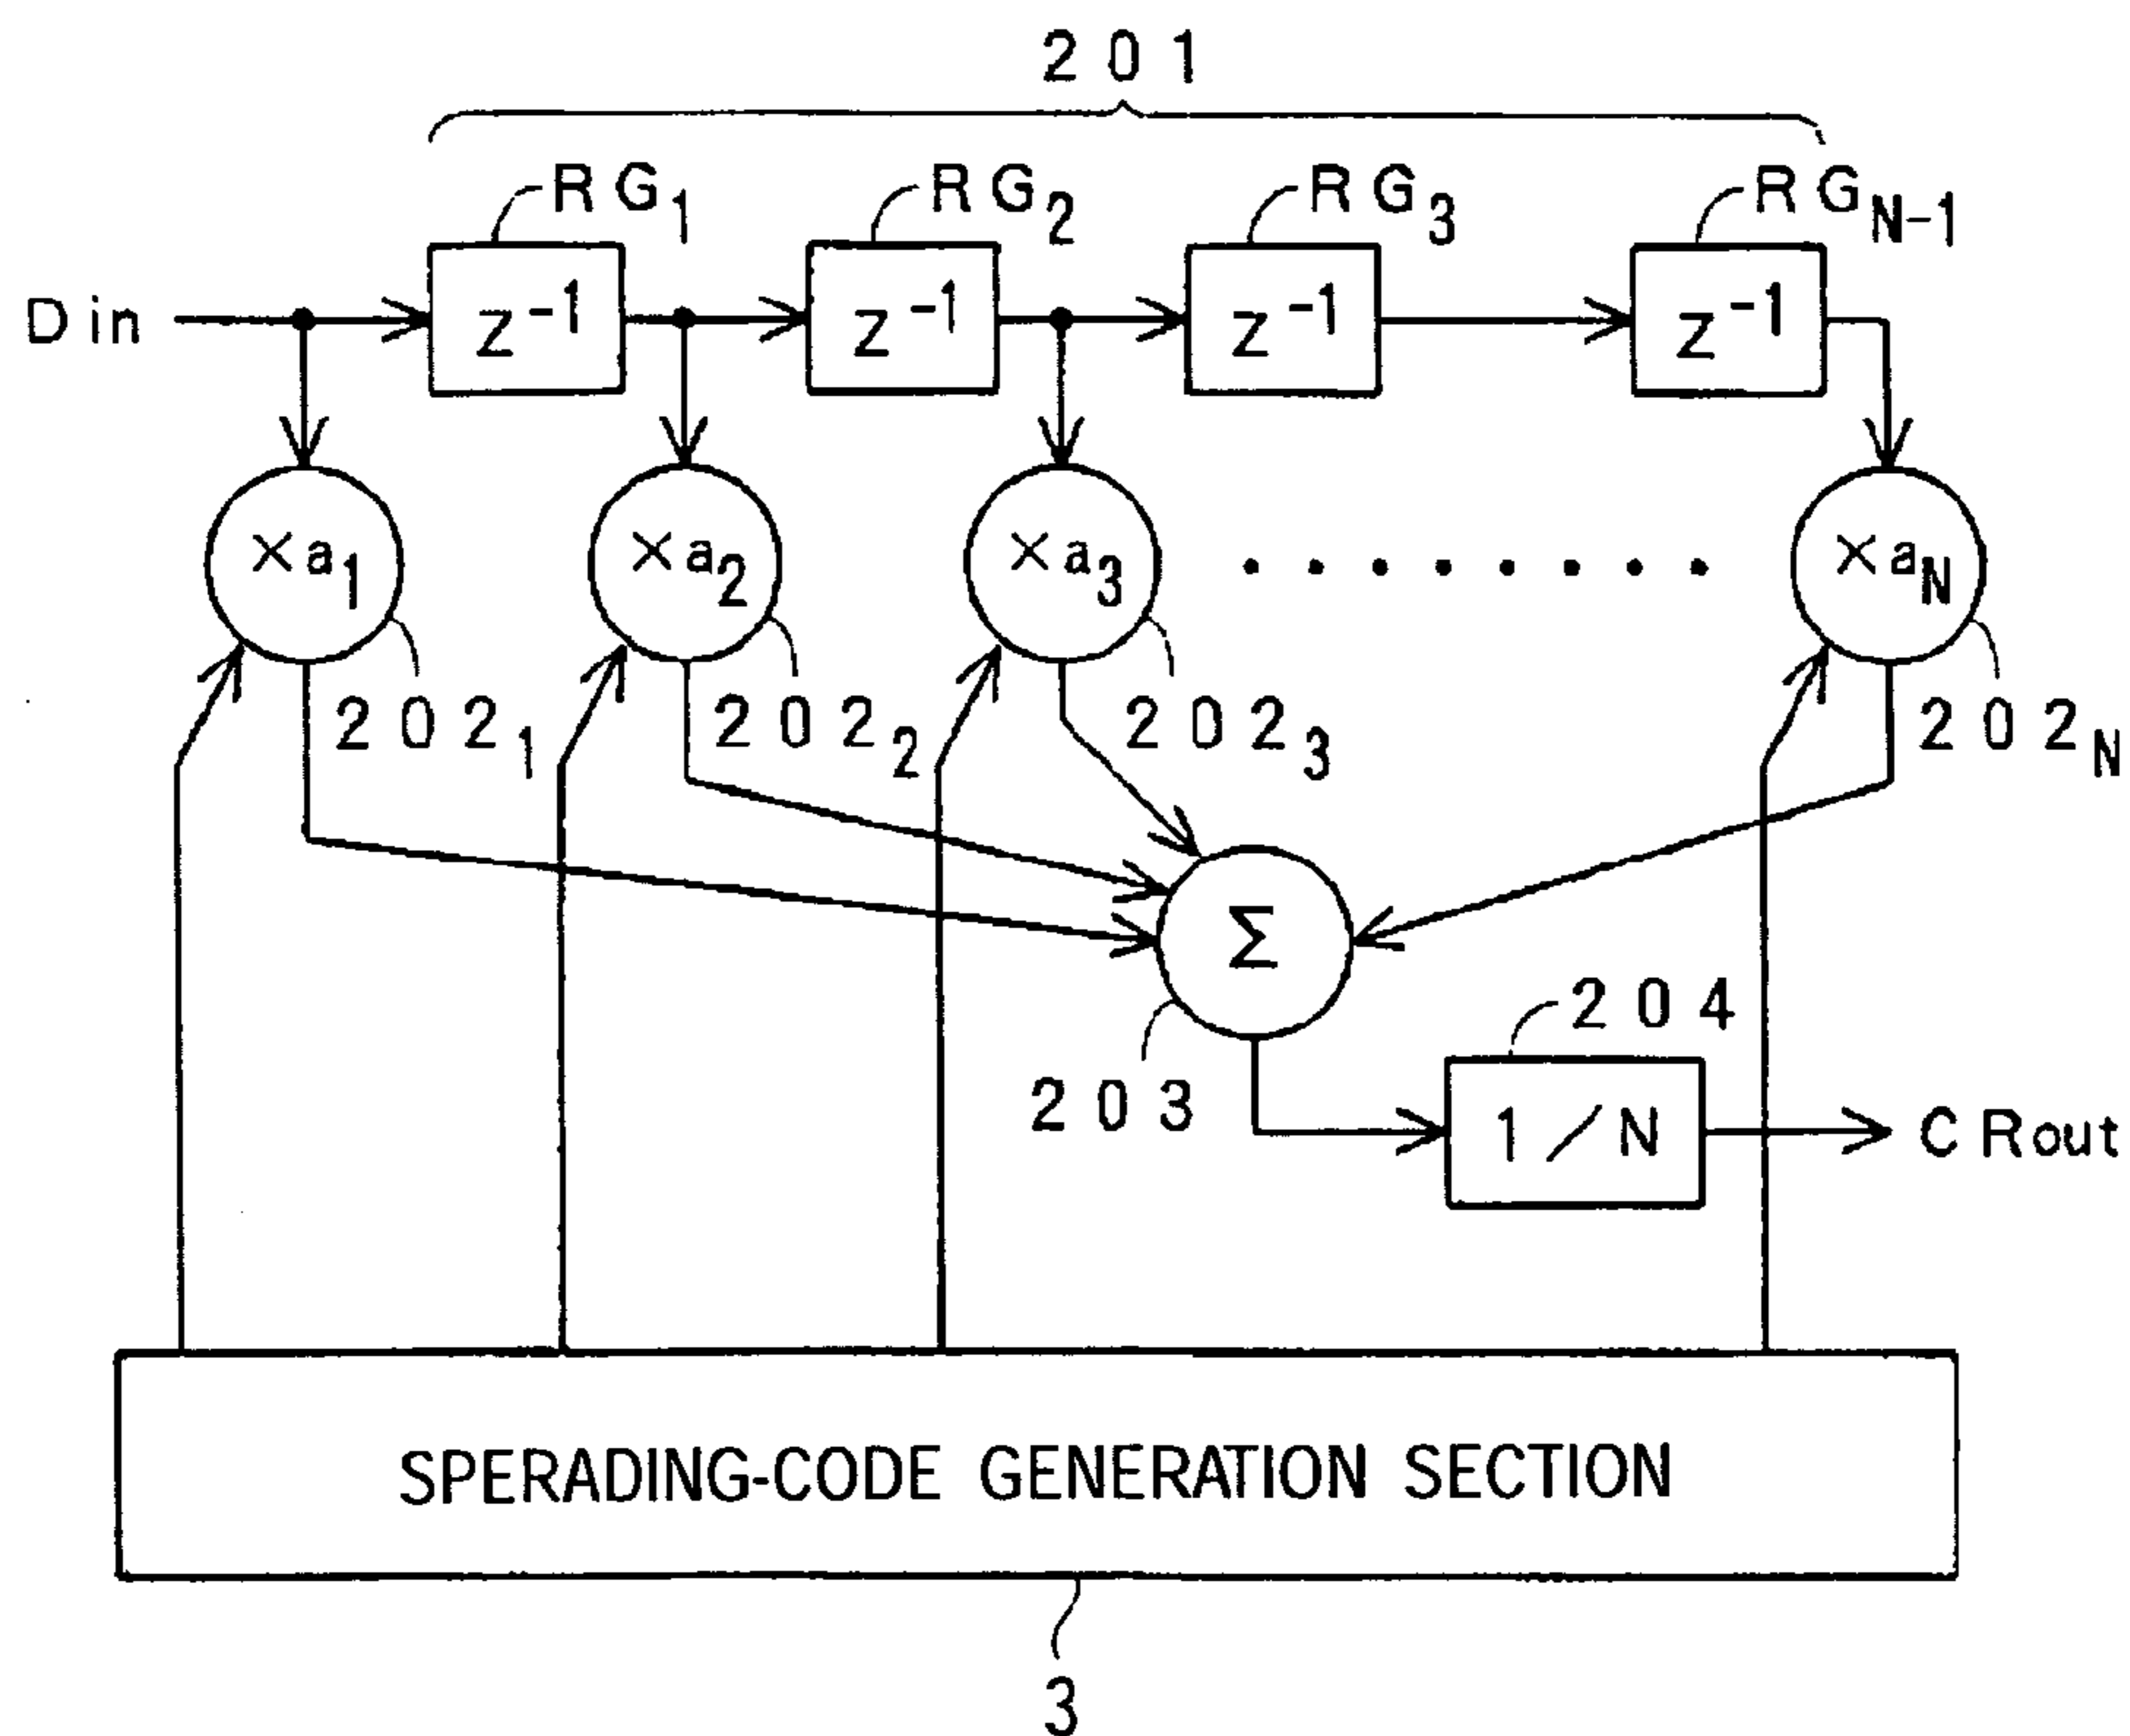 201
RG1 RG2 RG3 RGN-1
Din z-1 z-1 z-1 z-1
×a1 ×a2 ×a3 ........ ×aN
2021 2022 2023 202N
Σ
204
203
1/N CRout
SPERADING-CODE GENERATION SECTION
3